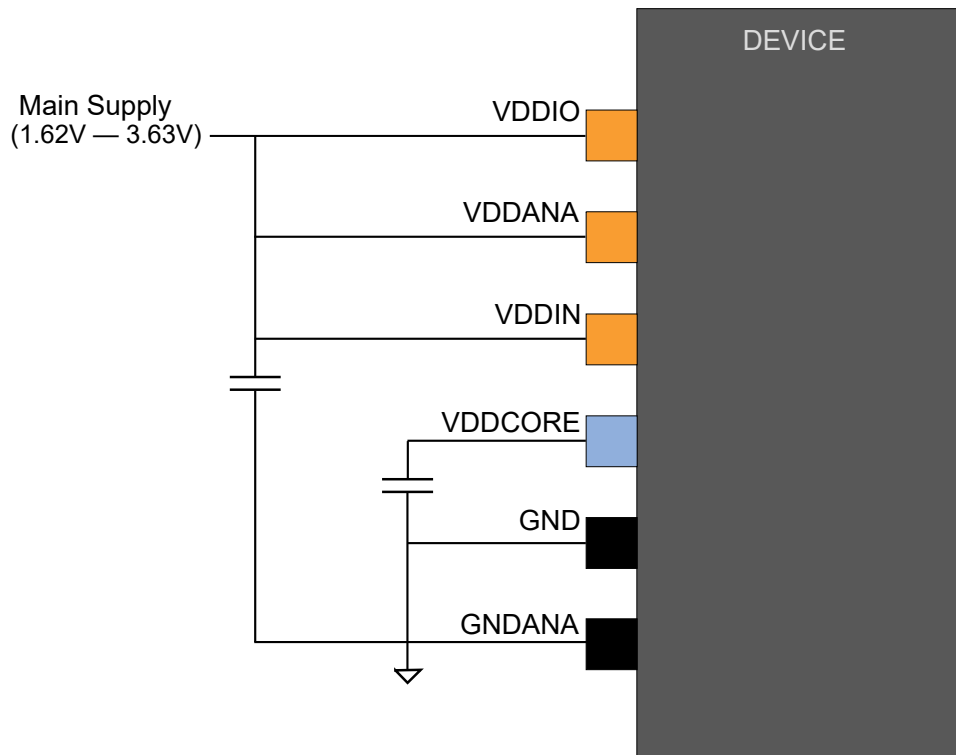 DEVICE
Main Supply
(1.62V — 3.63V)
VDDIO
VDDANA
VDDIN
VDDCORE
GND
GNDANA